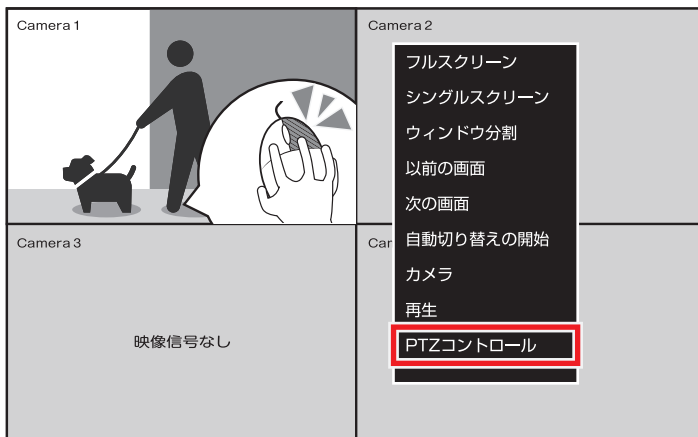 Camera 1
Camera 2
フルスクリーン
シングルスクリーン
ウィンドウ分割
以前の画面
次の画面
自動切り替えの開始
カメラ
再生
PTZコントロール
Camera 3
映像信号なし
Car